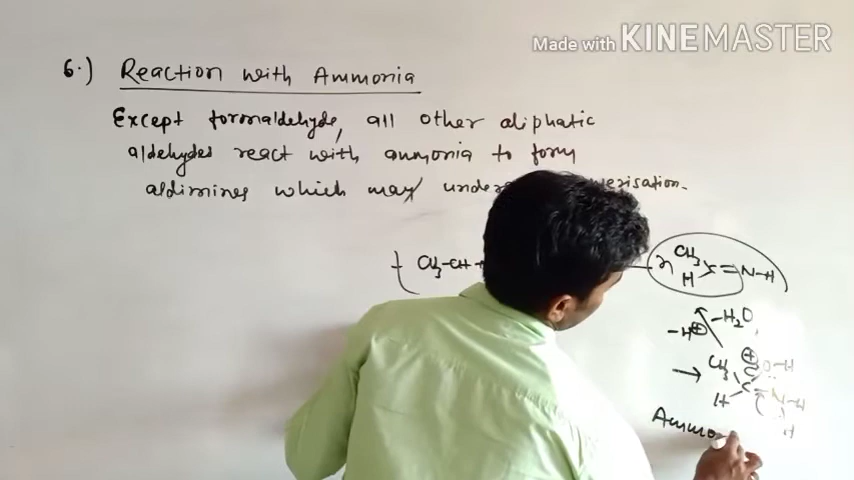 Made with KINEMASTER
6.) Reaction with Ammonia
Except formaldehyde, all other aliphatic
aldehydes react with ammonia to form
aldimines which may
CH3-CH
n CH3
H
=N-H
-H⊕
-H2O
→ CH3
⊕
O-H
H
C
N-H
H
Ammo